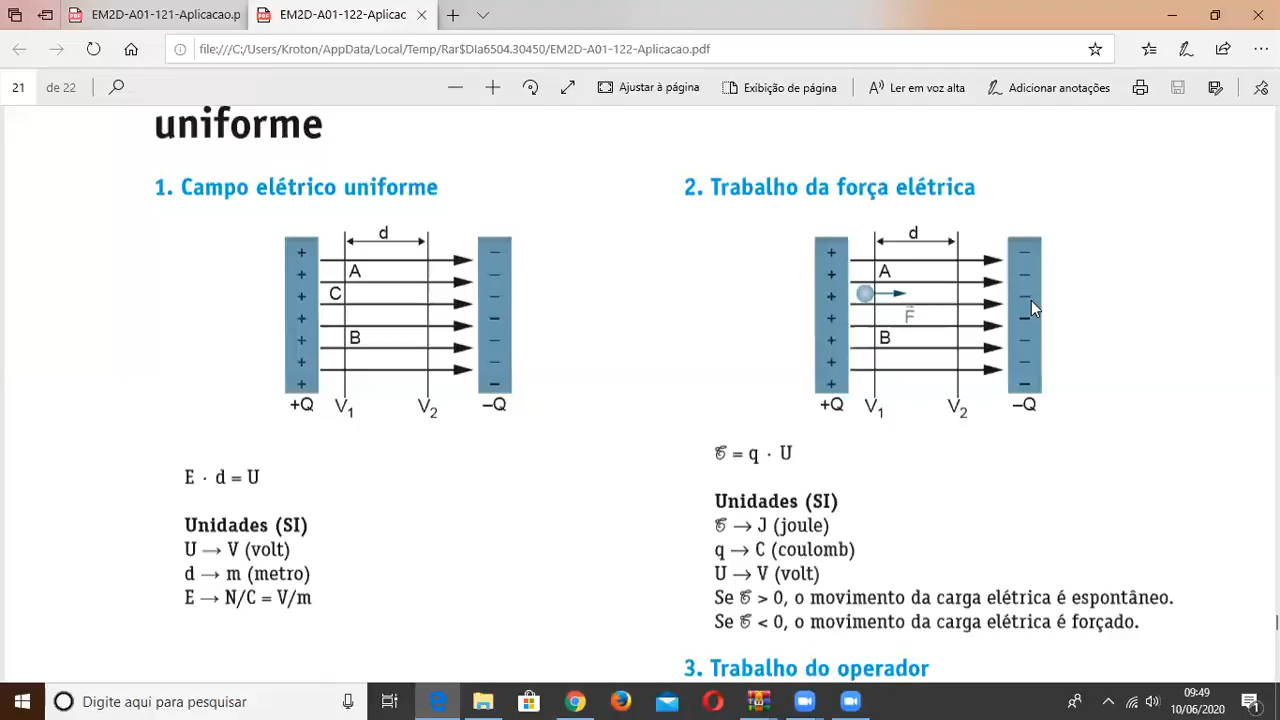 EM2D-A01-121-Aplicacao
EM2D-A01-122-Aplicac
file:///C:/Users/Kroton/AppData/Local/Temp/Rar$DIa6504.30450/EM2D-A01-122-Aplicacao.pdf
21 de 22
Ajustar à página
Exibição de página
Ler em voz alta
Adicionar anotações
uniforme
1. Campo elétrico uniforme
d
A
C
B
+Q V1 V2 –Q
E · d = U
Unidades (SI)
U → V (volt)
d → m (metro)
E → N/C = V/m
2. Trabalho da força elétrica
d
A
F
B
+Q V1 V2 –Q
𝒯 = q · U
Unidades (SI)
𝒯 → J (joule)
q → C (coulomb)
U → V (volt)
Se 𝒯 > 0, o movimento da carga elétrica é espontâneo.
Se 𝒯 < 0, o movimento da carga elétrica é forçado.
3. Trabalho do operador
Digite aqui para pesquisar
09:49
10/06/2020